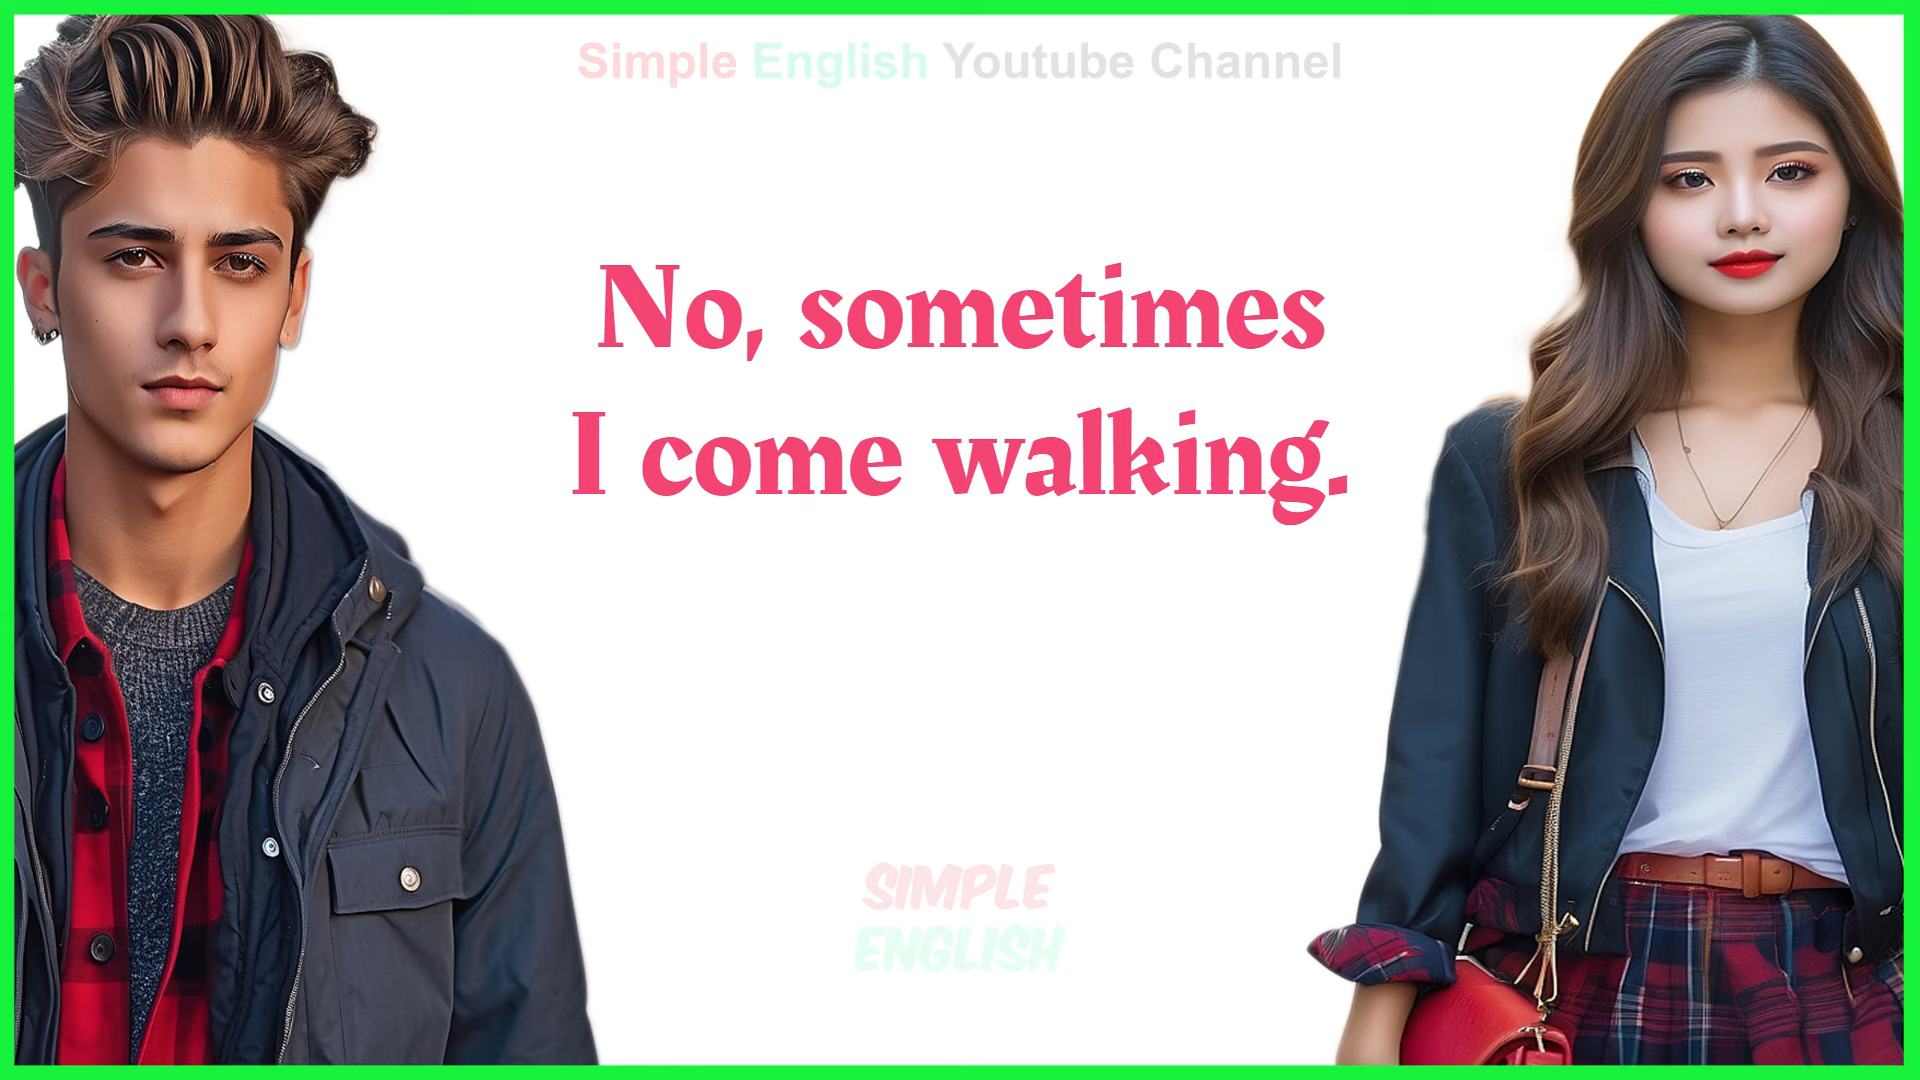 Simple English Youtube Channel
No, sometimes
I come walking.
SIMPLE
ENGLISH